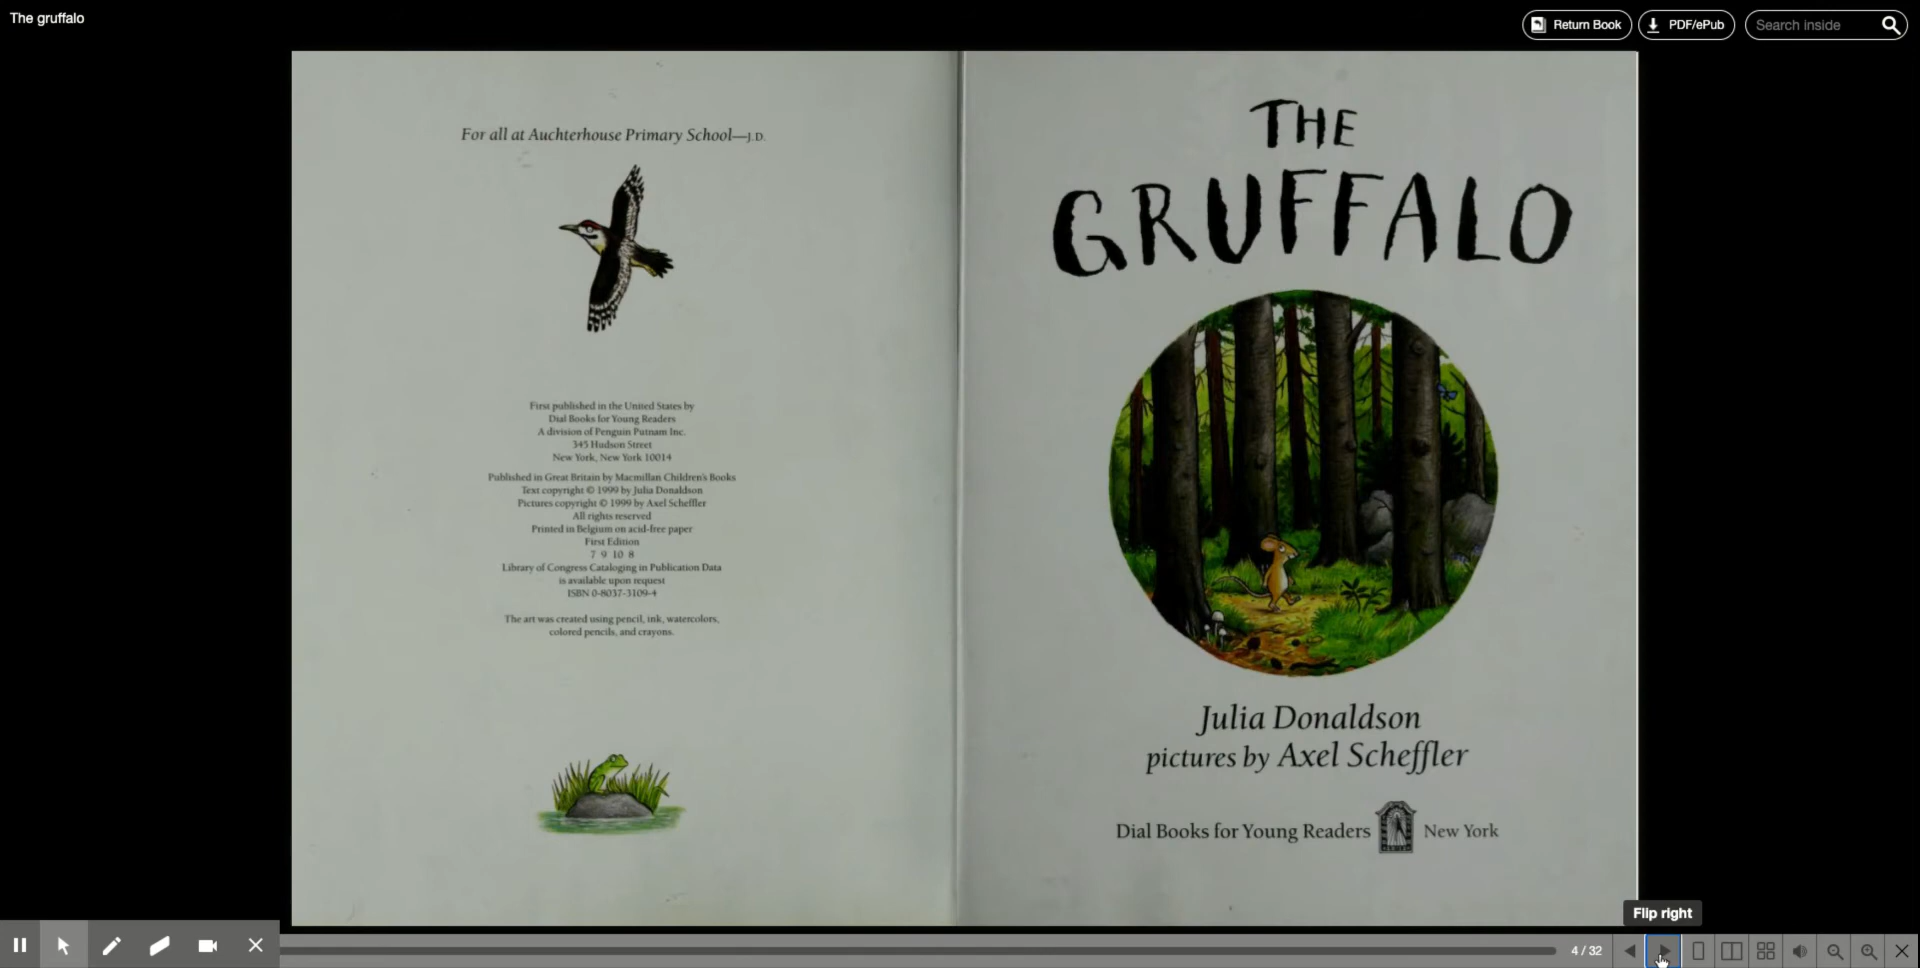 The gruffalo
Return Book
PDF/ePub
Search inside
For all at Auchterhouse Primary School—J.D.
First published in the United States by
Dial Books for Young Readers
A division of Penguin Putnam Inc.
345 Hudson Street
New York, New York 10014
Published in Great Britain by Macmillan Children's Books
Text copyright © 1999 by Julia Donaldson
Pictures copyright © 1999 by Axel Scheffler
All rights reserved
Printed in Belgium on acid-free paper
First Edition
7 9 10 8
Library of Congress Cataloging in Publication Data
is available upon request
ISBN 0-8037-3109-4
The art was created using pencil, ink, watercolors,
colored pencils, and crayons.
THE
GRUFFALO
Julia Donaldson
pictures by Axel Scheffler
Dial Books for Young Readers New York
Flip right
4 / 32